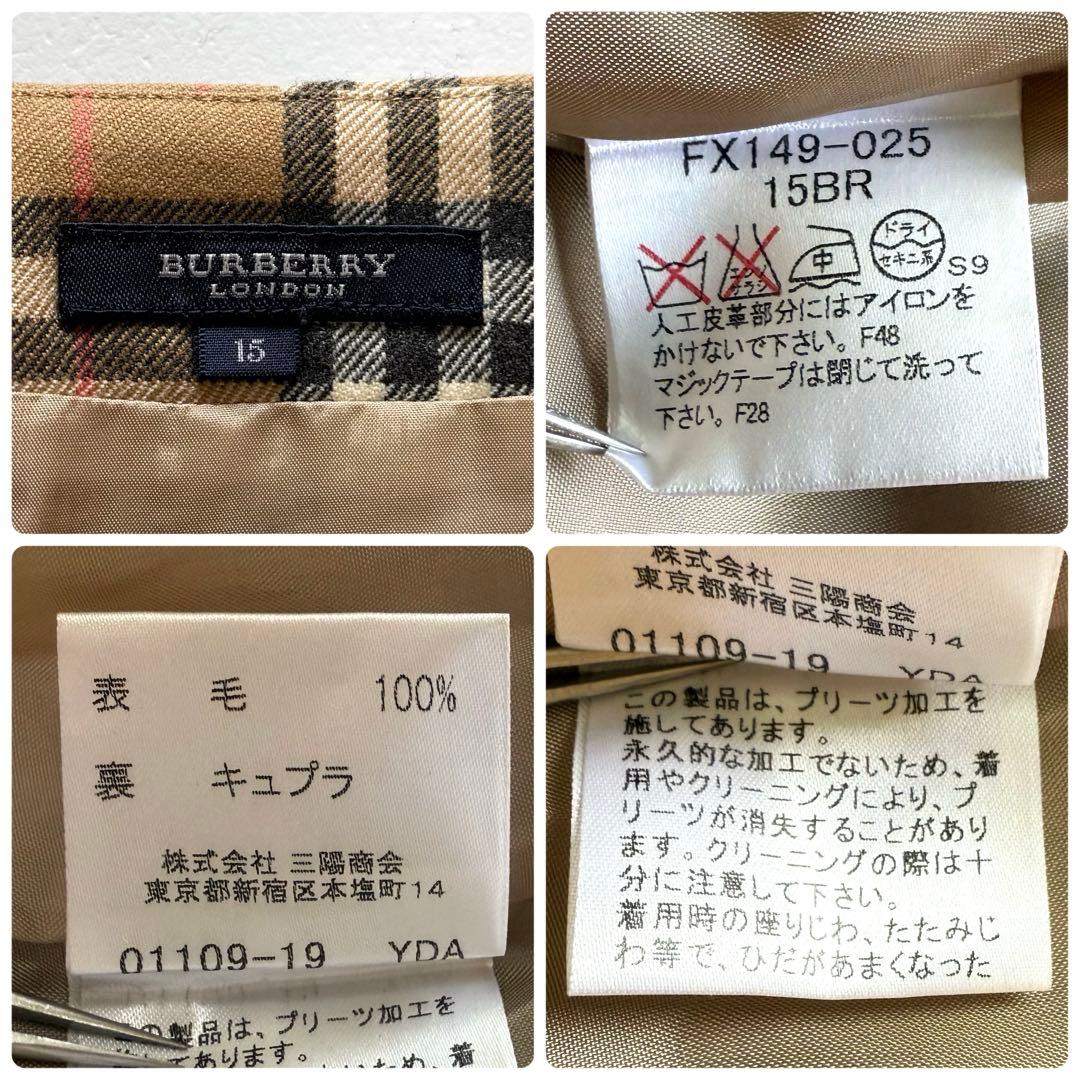 BURBERRY
LONDON
15
FX149-025
15BR
エンソ
サラシ
中
ドライ
セキユ系
S9
人工皮革部分にはアイロンを
かけないで下さい。F48
マジックテープは閉じて洗って
下さい。F28
表 毛 100%
裏 キュプラ
株式会社 三陽商会
東京都新宿区本塩町14
01109-19 YDA
この製品は、プリーツ加工を
施してあります。
株式会社 三陽商会
東京都新宿区本塩町14
01109-19 YDA
この製品は、プリーツ加工を
施してあります。
永久的な加工でないため、着
用やクリーニングにより、プ
リーツが消失することがあり
ます。クリーニングの際は十
分に注意して下さい。
着用時の座りじわ、たたみじ
わ等で、ひだがあまくなった